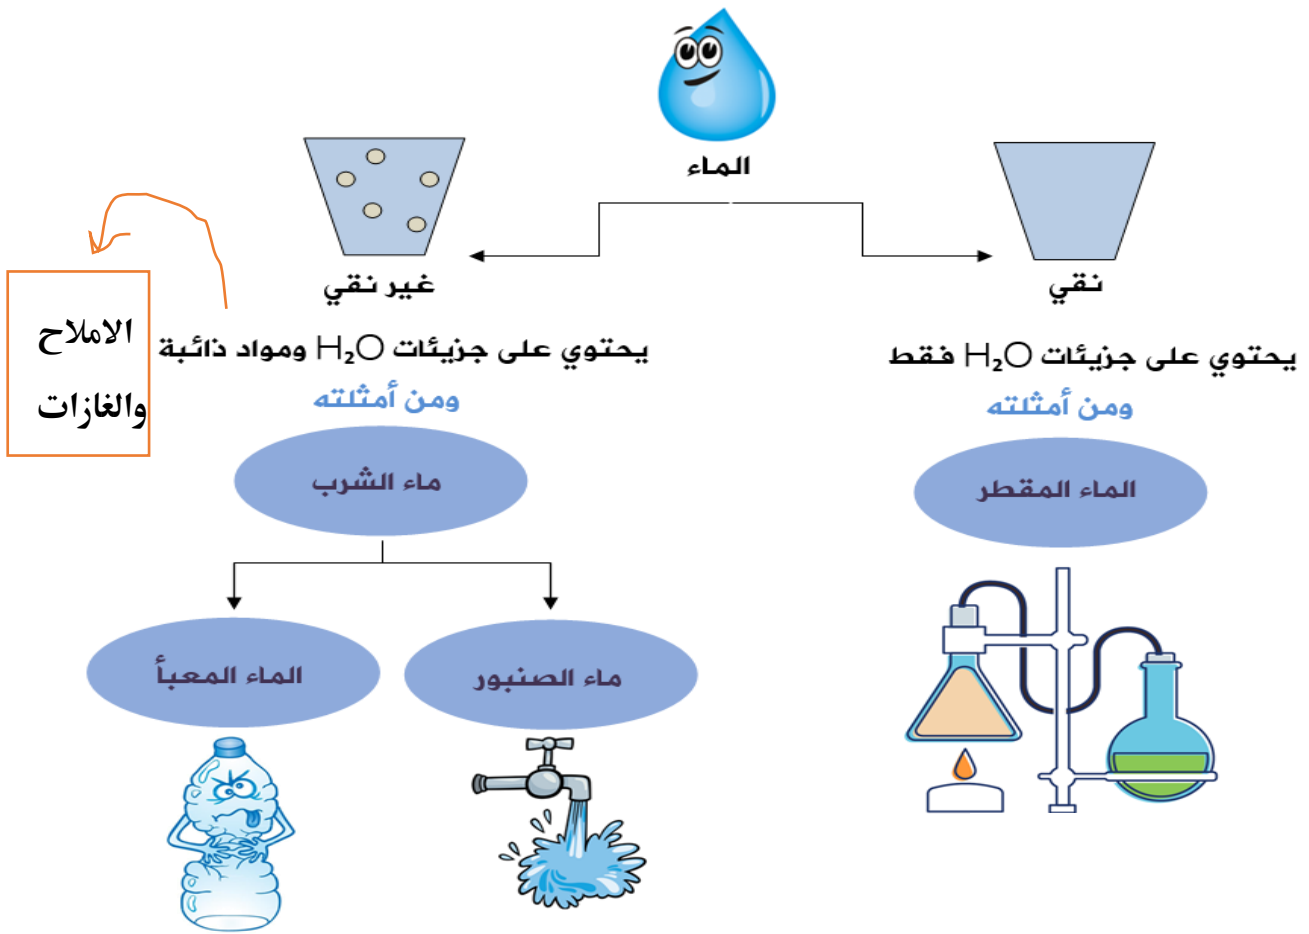 الماء
نقي
يحتوي على جزيئات H₂O فقط
ومن أمثلته
الماء المقطر
غير نقي
يحتوي على جزيئات H₂O ومواد ذائبة
الاملاح
والغازات
ومن أمثلته
ماء الشرب
ماء الصنبور
الماء المعبأ